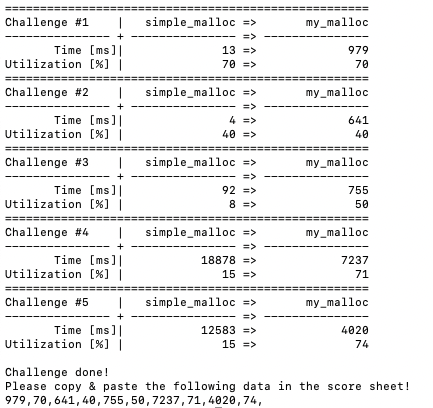 ====================================================
Challenge #1    |   simple_malloc =>       my_malloc
--------------- + --------------- => ---------------
       Time [ms]|              13 =>             979
Utilization [%] |              70 =>              70
====================================================
Challenge #2    |   simple_malloc =>       my_malloc
--------------- + --------------- => ---------------
       Time [ms]|               4 =>             641
Utilization [%] |              40 =>              40
====================================================
Challenge #3    |   simple_malloc =>       my_malloc
--------------- + --------------- => ---------------
       Time [ms]|              92 =>             755
Utilization [%] |               8 =>              50
====================================================
Challenge #4    |   simple_malloc =>       my_malloc
--------------- + --------------- => ---------------
       Time [ms]|           18878 =>            7237
Utilization [%] |              15 =>              71
====================================================
Challenge #5    |   simple_malloc =>       my_malloc
--------------- + --------------- => ---------------
       Time [ms]|           12583 =>            4020
Utilization [%] |              15 =>              74

Challenge done!
Please copy & paste the following data in the score sheet!
979,70,641,40,755,50,7237,71,4020,74,